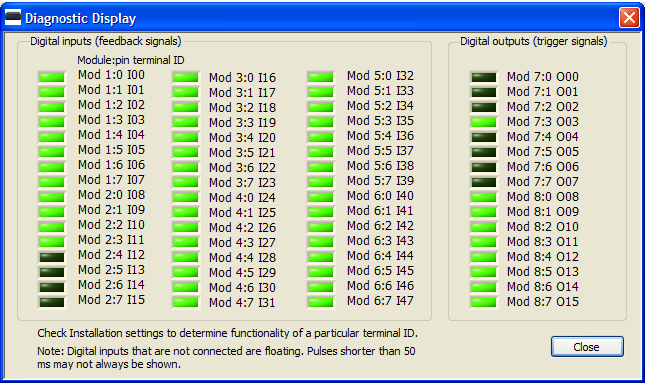 Diagnostic Display
Digital inputs (feedback signals)
Module:pin terminal ID
Mod 1:0 I00
Mod 1:1 I01
Mod 1:2 I02
Mod 1:3 I03
Mod 1:4 I04
Mod 1:5 I05
Mod 1:6 I06
Mod 1:7 I07
Mod 2:0 I08
Mod 2:1 I09
Mod 2:2 I10
Mod 2:3 I11
Mod 2:4 I12
Mod 2:5 I13
Mod 2:6 I14
Mod 2:7 I15
Mod 3:0 I16
Mod 3:1 I17
Mod 3:2 I18
Mod 3:3 I19
Mod 3:4 I20
Mod 3:5 I21
Mod 3:6 I22
Mod 3:7 I23
Mod 4:0 I24
Mod 4:1 I25
Mod 4:2 I26
Mod 4:3 I27
Mod 4:4 I28
Mod 4:5 I29
Mod 4:6 I30
Mod 4:7 I31
Mod 5:0 I32
Mod 5:1 I33
Mod 5:2 I34
Mod 5:3 I35
Mod 5:4 I36
Mod 5:5 I37
Mod 5:6 I38
Mod 5:7 I39
Mod 6:0 I40
Mod 6:1 I41
Mod 6:2 I42
Mod 6:3 I43
Mod 6:4 I44
Mod 6:5 I45
Mod 6:6 I46
Mod 6:7 I47
Digital outputs (trigger signals)
Mod 7:0 O00
Mod 7:1 O01
Mod 7:2 O02
Mod 7:3 O03
Mod 7:4 O04
Mod 7:5 O05
Mod 7:6 O06
Mod 7:7 O07
Mod 8:0 O08
Mod 8:1 O09
Mod 8:2 O10
Mod 8:3 O11
Mod 8:4 O12
Mod 8:5 O13
Mod 8:6 O14
Mod 8:7 O15
Check Installation settings to determine functionality of a particular terminal ID.
Note: Digital inputs that are not connected are floating. Pulses shorter than 50
ms may not always be shown.
Close